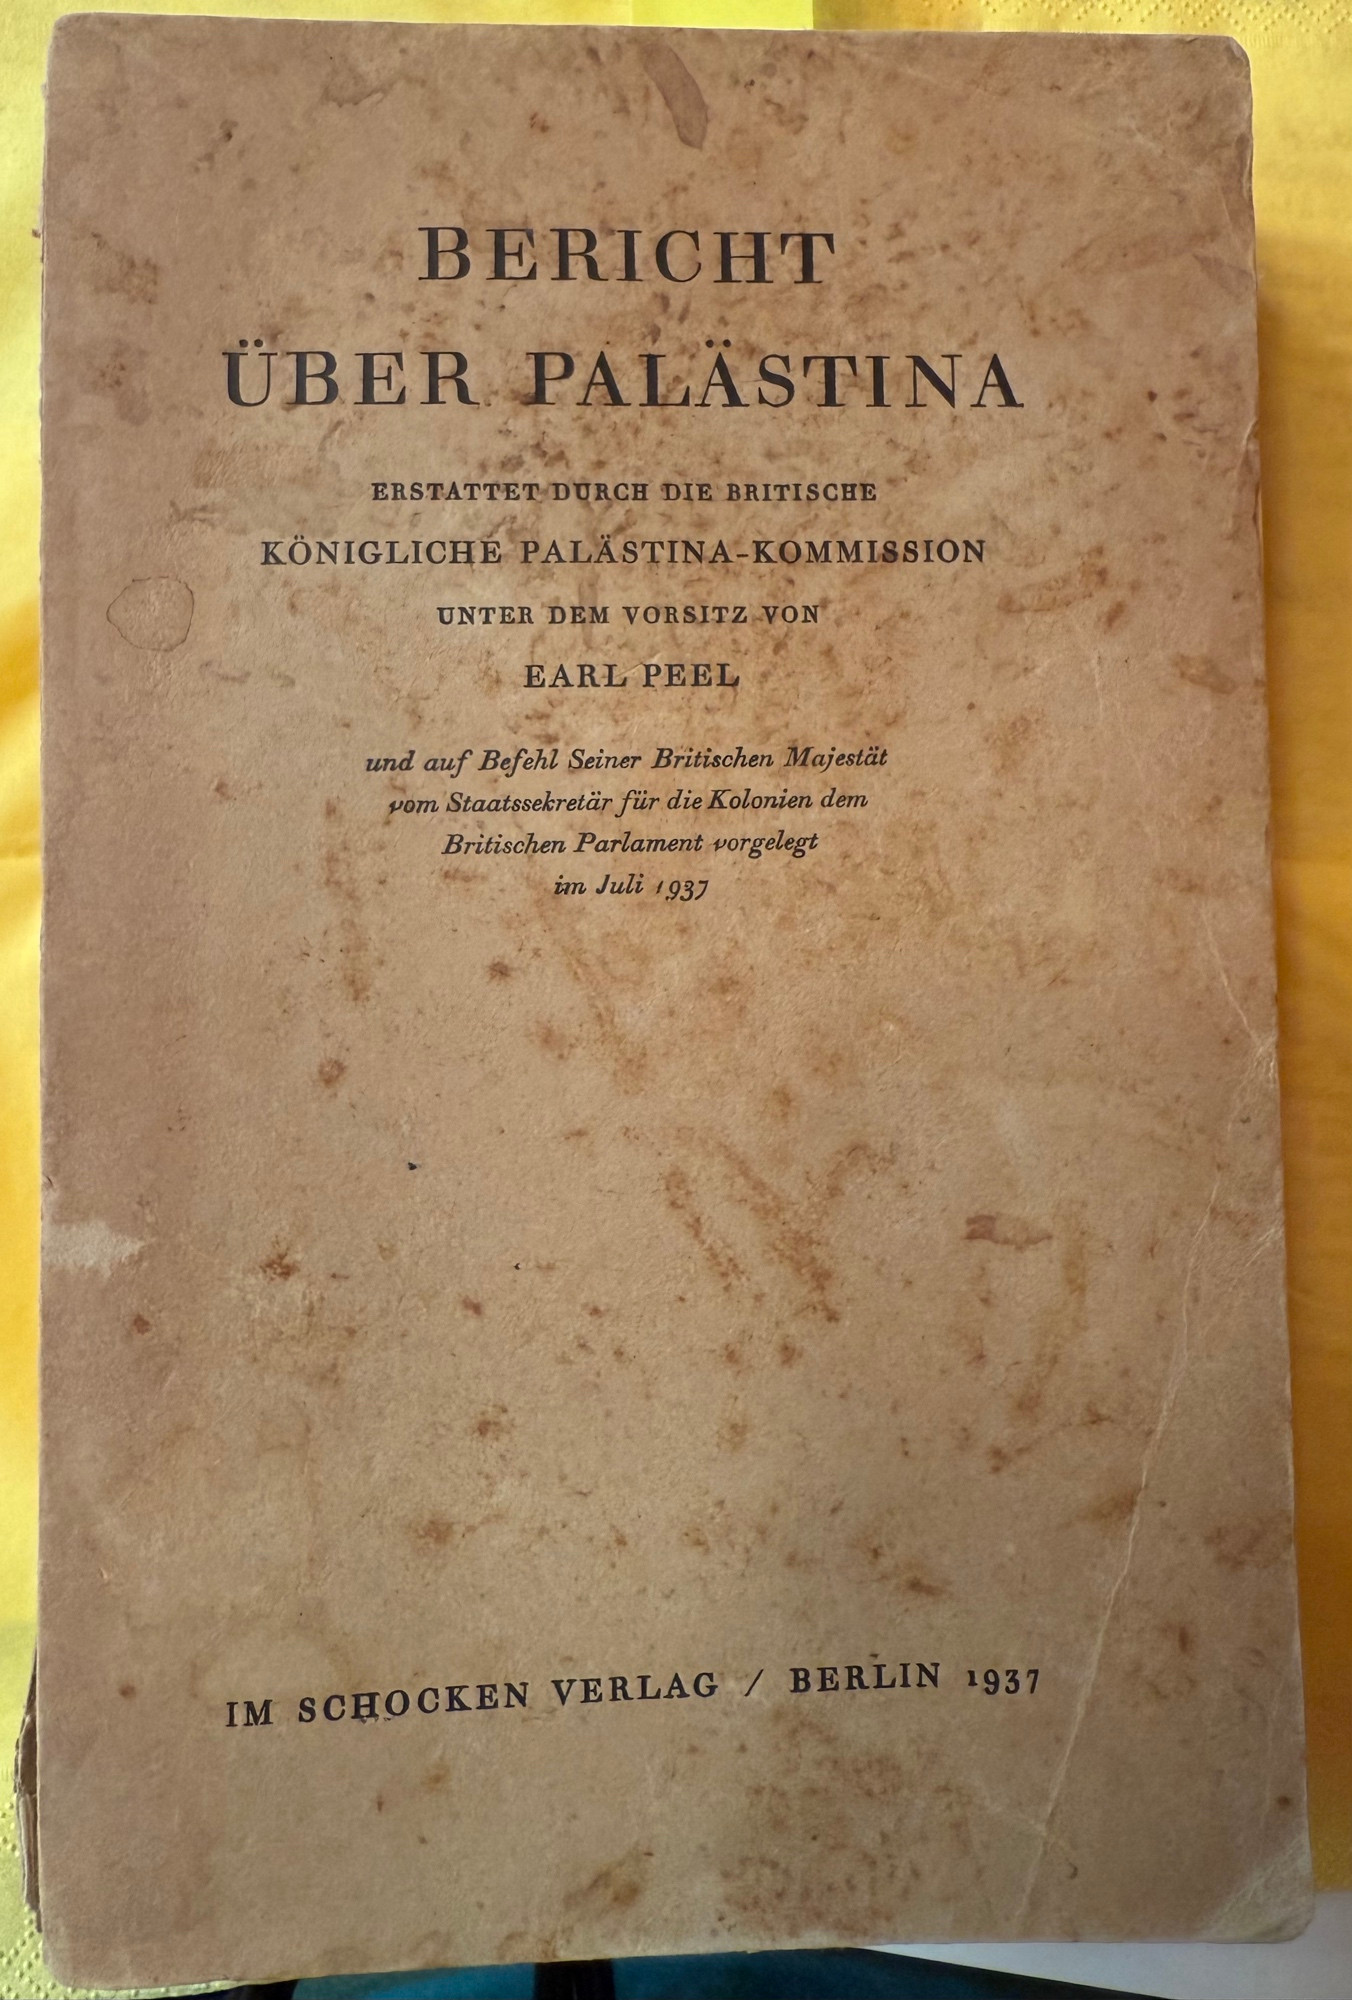 BERICHT
ÜBER PALÄSTINA
ERSTATTET DURCH DIE BRITISCHE
KÖNIGLICHE PALÄSTINA-KOMMISSION
UNTER DEM VORSITZ VON
EARL PEEL
und auf Befehl Seiner Britischen Majestät
vom Staatssekretär für die Kolonien dem
Britischen Parlament vorgelegt
im Juli 1937
IM SCHOCKEN VERLAG / BERLIN 1937